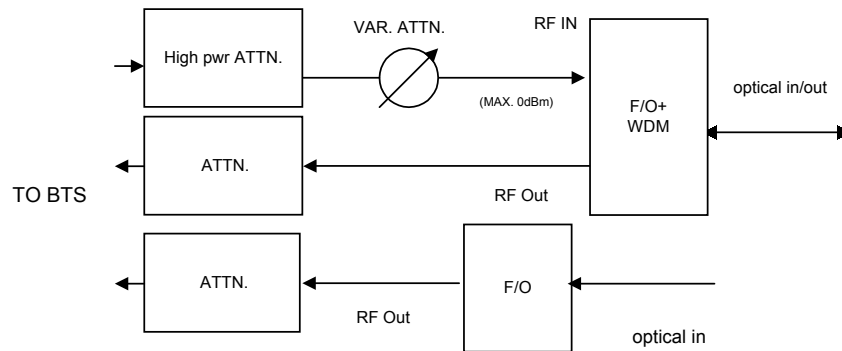 VAR. ATTN.
RF IN
High pwr ATTN.
(MAX. 0dBm)
F/O+
WDM
optical in/out
ATTN.
TO BTS
RF Out
ATTN.
F/O
RF Out
optical in